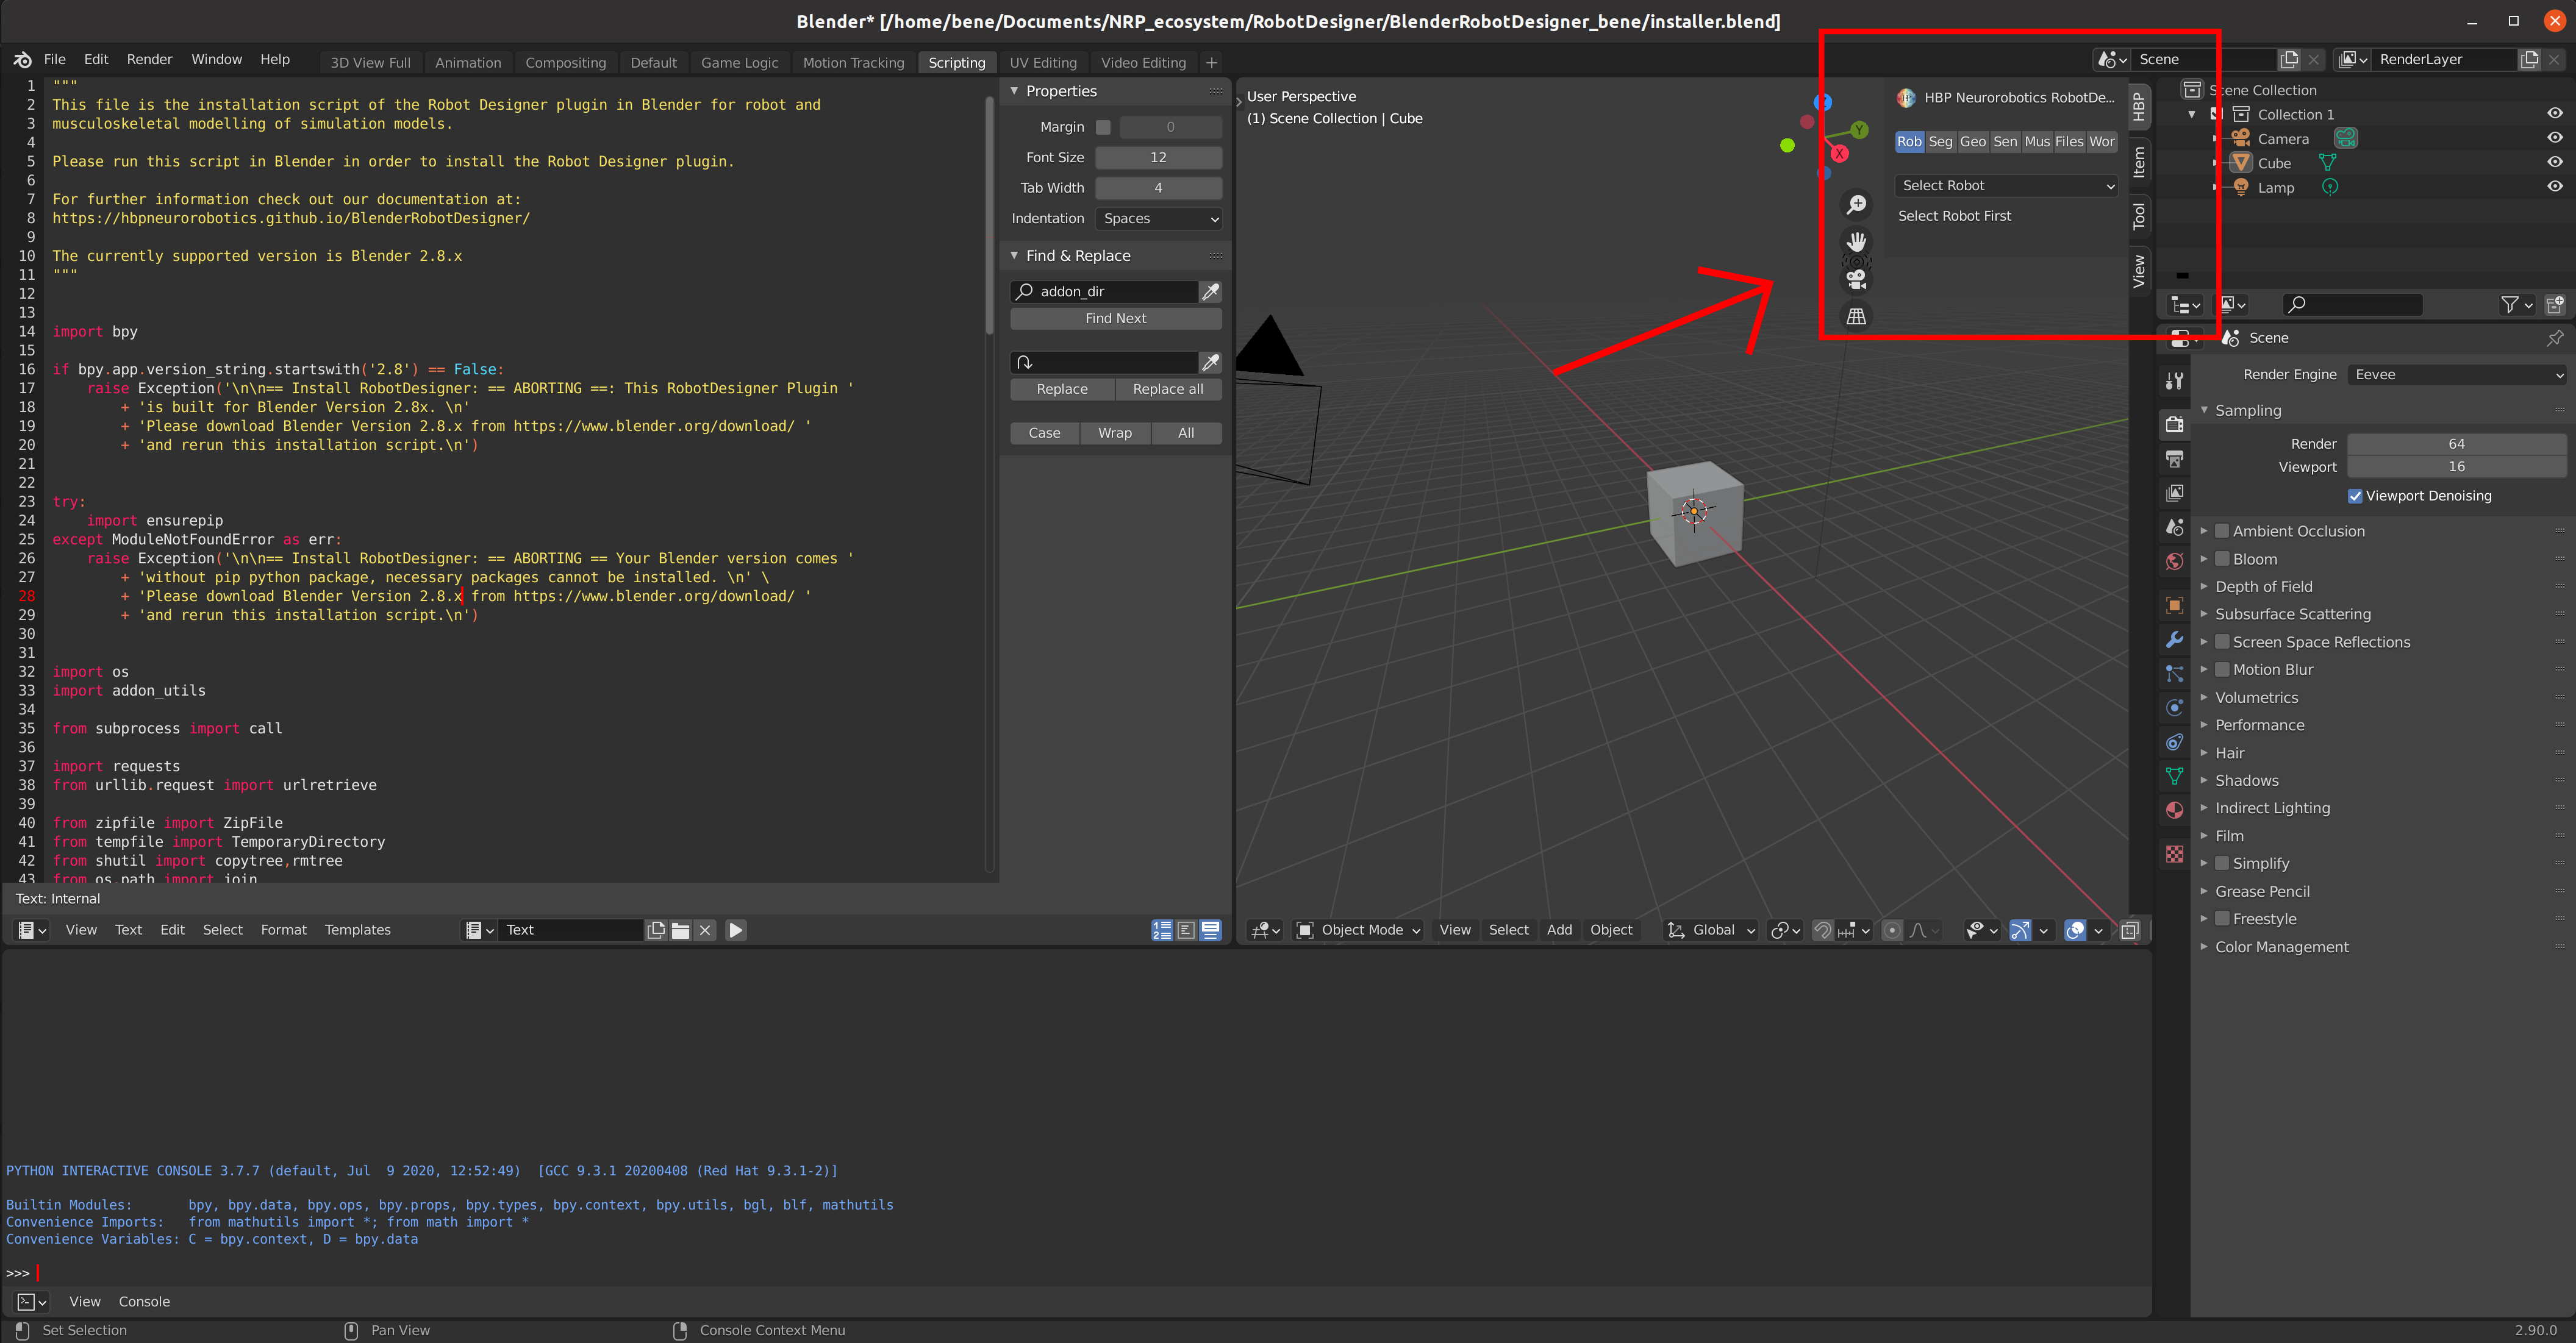 Blender* [/home/bene/Documents/NRP_ecosystem/RobotDesigner/BlenderRobotDesigner_bene/installer.blend]
File Edit Render Window Help 3D View Full Animation Compositing Default Game Logic Motion Tracking Scripting UV Editing Video Editing + Scene RenderLayer
1 """
2 This file is the installation script of the Robot Designer plugin in Blender for robot and
3 musculoskeletal modelling of simulation models.
4
5 Please run this script in Blender in order to install the Robot Designer plugin.
6
7 For further information check out our documentation at:
8 https://hbpneurorobotics.github.io/BlenderRobotDesigner/
9
10 The currently supported version is Blender 2.8.x
11 """
12
13
14 import bpy
15
16 if bpy.app.version_string.startswith('2.8') == False:
17 raise Exception('\n\n== Install RobotDesigner: == ABORTING ==: This RobotDesigner Plugin '
18 + 'is built for Blender Version 2.8x. \n'
19 + 'Please download Blender Version 2.8.x from https://www.blender.org/download/ '
20 + 'and rerun this installation script.\n')
21
22
23 try:
24 import ensurepip
25 except ModuleNotFoundError as err:
26 raise Exception('\n\n== Install RobotDesigner: == ABORTING == Your Blender version comes '
27 + 'without pip python package, necessary packages cannot be installed. \n' \
28 + 'Please download Blender Version 2.8.x from https://www.blender.org/download/ '
29 + 'and rerun this installation script.\n')
30
31
32 import os
33 import addon_utils
34
35 from subprocess import call
36
37 import requests
38 from urllib.request import urlretrieve
39
40 from zipfile import ZipFile
41 from tempfile import TemporaryDirectory
42 from shutil import copytree,rmtree
43 from os.path import join
Text: Internal
View Text Edit Select Format Templates Text
Properties
Margin 0
Font Size 12
Tab Width 4
Indentation Spaces
Find & Replace
addon_dir
Find Next
Replace Replace all
Case Wrap All
User Perspective
(1) Scene Collection | Cube
Y
X
HBP Neurorobotics RobotDe...
Rob Seg Geo Sen Mus Files Wor
Select Robot
Select Robot First
HBP
Item
Tool
View
Object Mode View Select Add Object Global
Scene Collection
Collection 1
Camera
Cube
Lamp
Scene
Render Engine Eevee
Sampling
Render 64
Viewport 16
Viewport Denoising
Ambient Occlusion
Bloom
Depth of Field
Subsurface Scattering
Screen Space Reflections
Motion Blur
Volumetrics
Performance
Hair
Shadows
Indirect Lighting
Film
Simplify
Grease Pencil
Freestyle
Color Management
PYTHON INTERACTIVE CONSOLE 3.7.7 (default, Jul 9 2020, 12:52:49) [GCC 9.3.1 20200408 (Red Hat 9.3.1-2)]
Builtin Modules: bpy, bpy.data, bpy.ops, bpy.props, bpy.types, bpy.context, bpy.utils, bgl, blf, mathutils
Convenience Imports: from mathutils import *; from math import *
Convenience Variables: C = bpy.context, D = bpy.data
>>>
View Console
Set Selection Pan View Console Context Menu 2.90.0